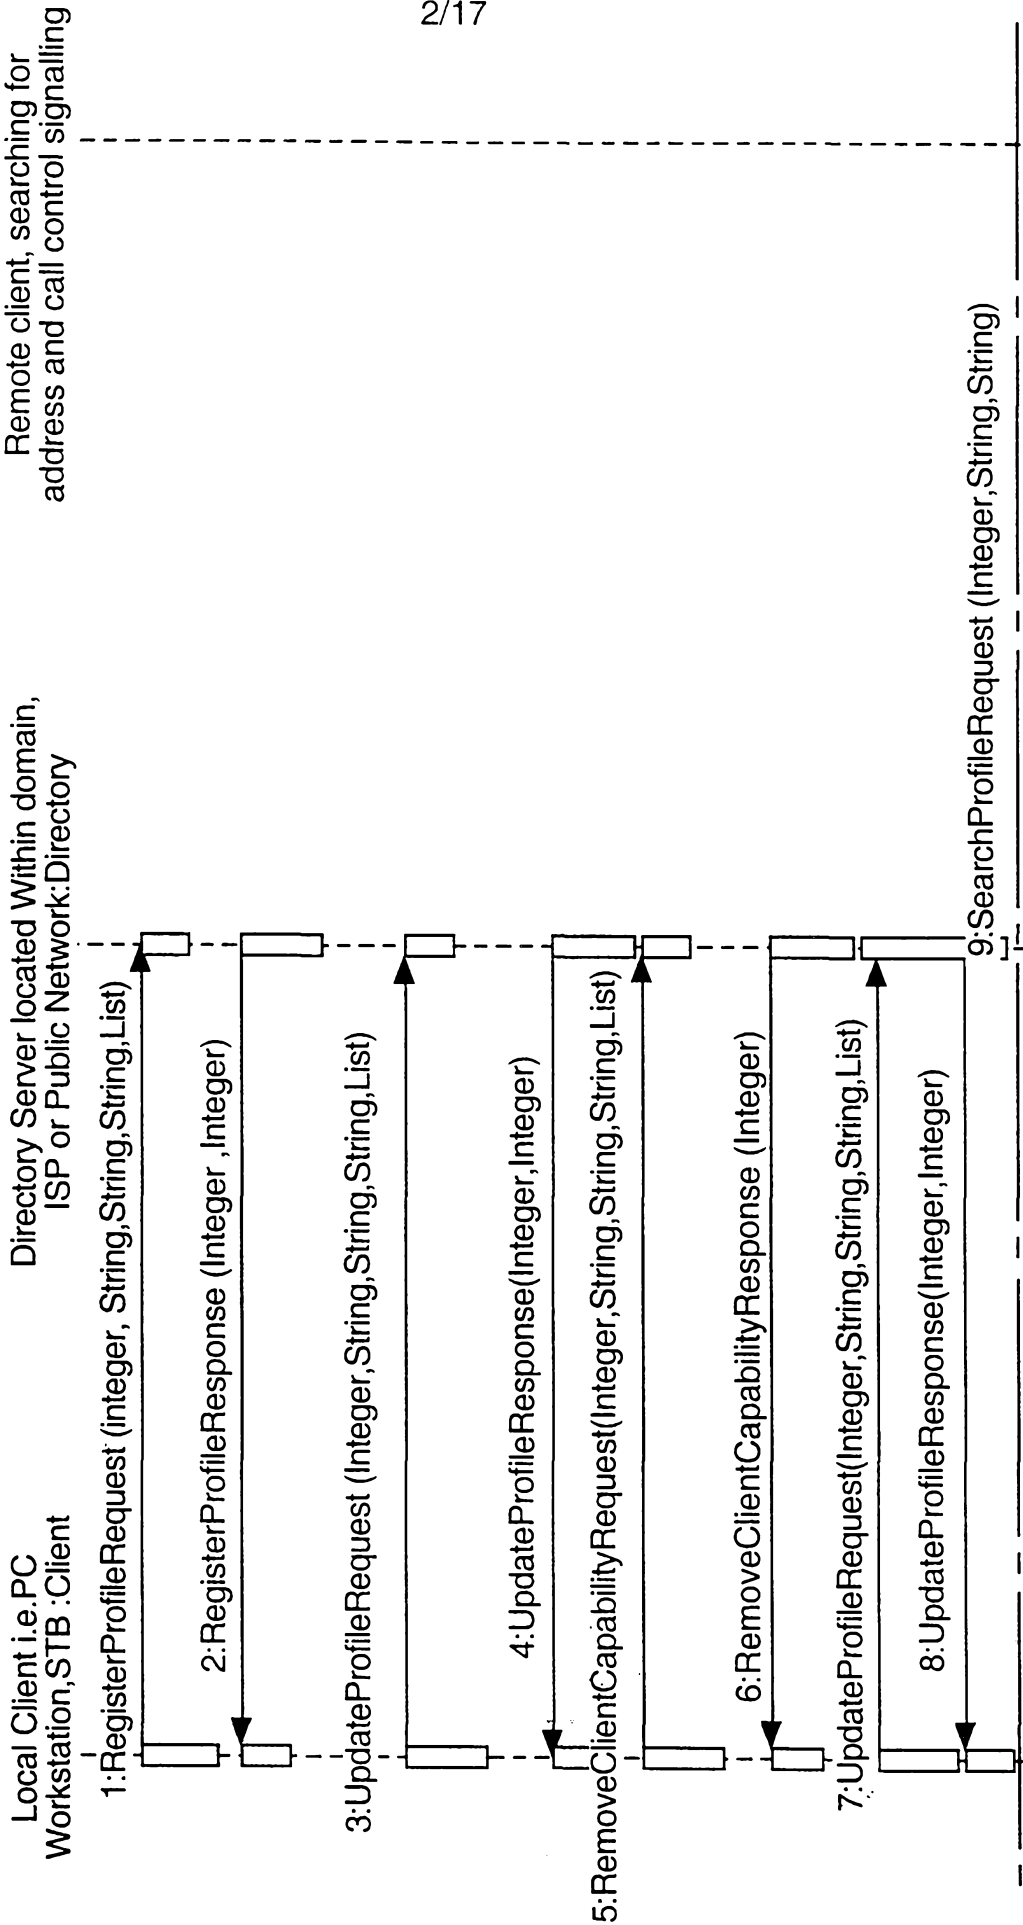 2/17
Local Client i.e.PC
Workstation,STB :Client
Directory Server located Within domain,
ISP or Public Network:Directory
Remote client, searching for
address and call control signalling
1:RegisterProfileRequest (integer, String,String,String,List)
2:RegisterProfileResponse (Integer ,Integer)
3:UpdateProfileRequest (Integer,String,String,String,List)
4:UpdateProfileResponse(Integer,Integer)
5:RemoveClientCapabilityRequest(Integer,String,String,String,List)
6:RemoveClientCapabilityResponse (Integer)
7:UpdateProfileRequest(Integer,String,String,String,List)
8:UpdateProfileResponse(Integer,Integer)
9:SearchProfileRequest (Integer,String,String)